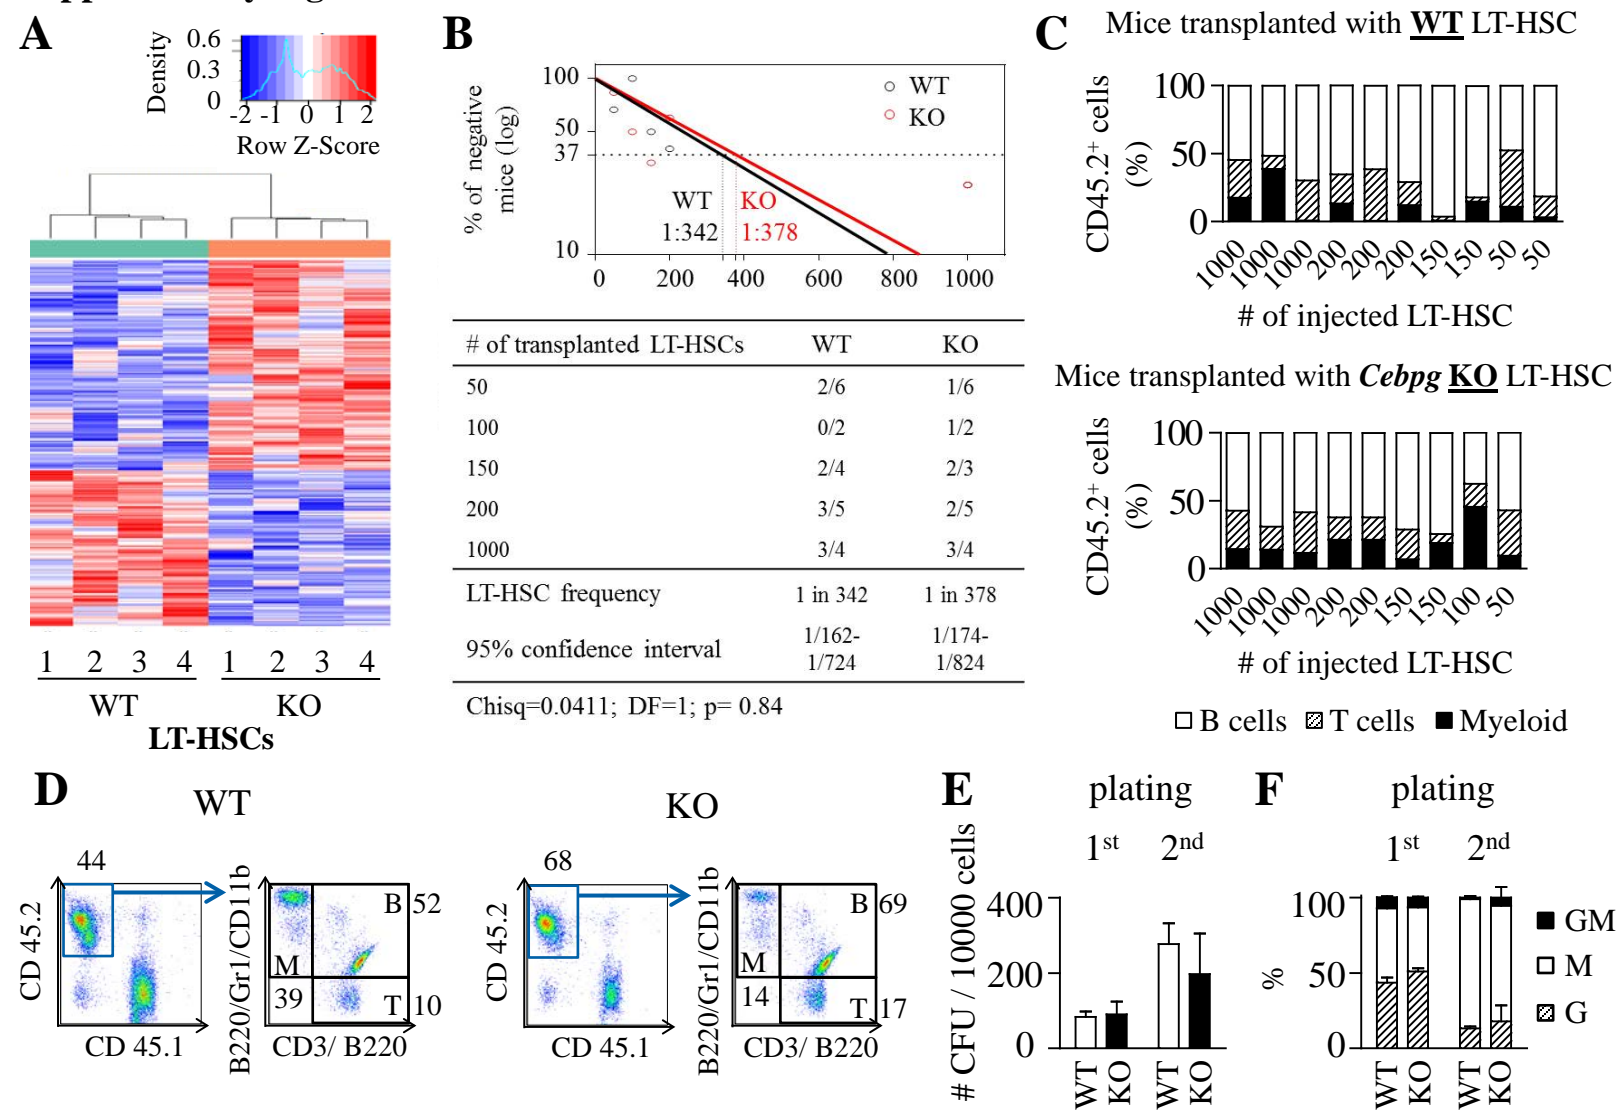 A
Density
0.6
0.3
0
-2 -1 0 1 2
Row Z-Score
1 2 3 4 1 2 3 4
WT KO
LT-HSCs
B
% of negative
mice (log)
100
50
37
10
WT
KO
WT
1:342
KO
1:378
0 200 400 600 800 1000
# of transplanted LT-HSCs WT KO
50 2/6 1/6
100 0/2 1/2
150 2/4 2/3
200 3/5 2/5
1000 3/4 3/4
LT-HSC frequency 1 in 342 1 in 378
95% confidence interval 1/162-1/724 1/174-1/824
Chisq=0.0411; DF=1; p= 0.84
C
Mice transplanted with WT LT-HSC
CD45.2+ cells
(%)
100
50
0
1000 1000 1000 200 200 200 150 150 50 50
# of injected LT-HSC
Mice transplanted with Cebpg KO LT-HSC
CD45.2+ cells
(%)
100
50
0
1000 1000 1000 200 200 150 150 100 50
# of injected LT-HSC
B cells T cells Myeloid
D
WT
44
CD 45.2
CD 45.1
B220/Gr1/CD11b
B 52
M
39
T 10
CD3/ B220
KO
68
CD 45.2
CD 45.1
B220/Gr1/CD11b
B 69
M
14
T 17
CD3/ B220
E
plating
1st 2nd
# CFU / 10000 cells
400
200
0
WT KO WT KO
F
plating
1st 2nd
%
100
50
0
WT KO WT KO
GM
M
G